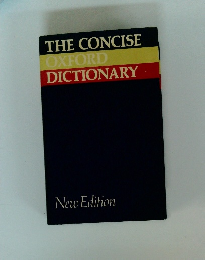 THE CONCISE
OXFORD
DICTIONARY
New Edition